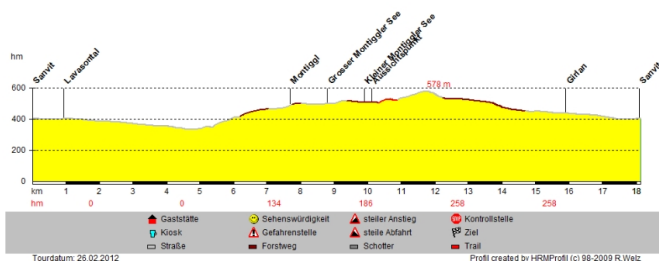 hm
Sanvit
Lavasontal
Montiggl
Grosser Montiggler See
Kleiner Montiggler See
Aussichtspunkt
Girlan
Sanvit
578 m
600
400
200
0
km 1 2 3 4 5 6 7 8 9 10 11 12 13 14 15 16 17 18
hm 0 0 134 186 258 258
Gaststätte Sehenswürdigkeit steiler Anstieg Kontrollstelle
Kiosk Gefahrenstelle steile Abfahrt Ziel
Straße Forstweg Schotter Trail
Tourdatum: 26.02.2012 Profil created by HRMProfil (c) 98-2009 R.Welz